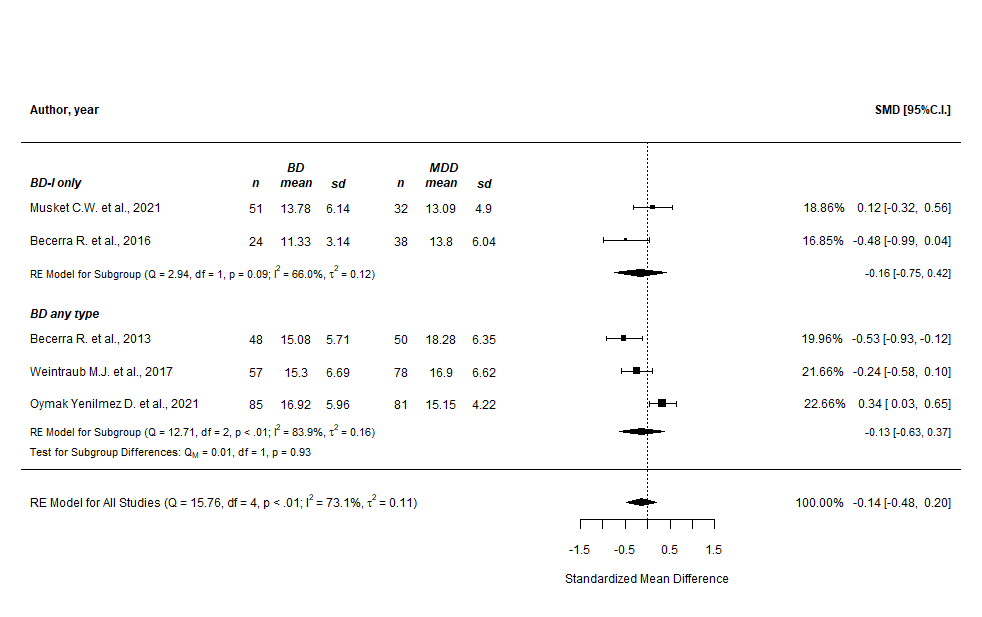 Author, year SMD [95%C.I.]
BD MDD
BD-I only n mean sd n mean sd
Musket C.W. et al., 2021 51 13.78 6.14 32 13.09 4.9 18.86% 0.12 [-0.32, 0.56]
Becerra R. et al., 2016 24 11.33 3.14 38 13.8 6.04 16.85% -0.48 [-0.99, 0.04]
RE Model for Subgroup (Q = 2.94, df = 1, p = 0.09; I² = 66.0%, τ² = 0.12) -0.16 [-0.75, 0.42]
BD any type
Becerra R. et al., 2013 48 15.08 5.71 50 18.28 6.35 19.96% -0.53 [-0.93, -0.12]
Weintraub M.J. et al., 2017 57 15.3 6.69 78 16.9 6.62 21.66% -0.24 [-0.58, 0.10]
Oymak Yenilmez D. et al., 2021 85 16.92 5.96 81 15.15 4.22 22.66% 0.34 [ 0.03, 0.65]
RE Model for Subgroup (Q = 12.71, df = 2, p < .01; I² = 83.9%, τ² = 0.16) -0.13 [-0.63, 0.37]
Test for Subgroup Differences: Q_M = 0.01, df = 1, p = 0.93
RE Model for All Studies (Q = 15.76, df = 4, p < .01; I² = 73.1%, τ² = 0.11) 100.00% -0.14 [-0.48, 0.20]
-1.5 -0.5 0.5 1.5
Standardized Mean Difference